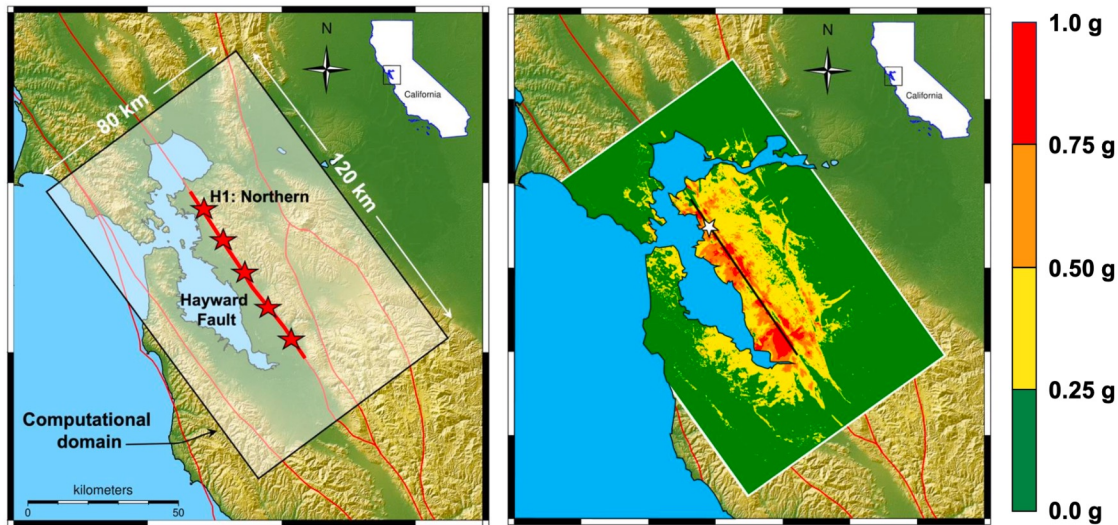 N
California
80 km
120 km
H1: Northern
Hayward
Fault
Computational
domain
kilometers
0
50
N
California
1.0 g
0.75 g
0.50 g
0.25 g
0.0 g